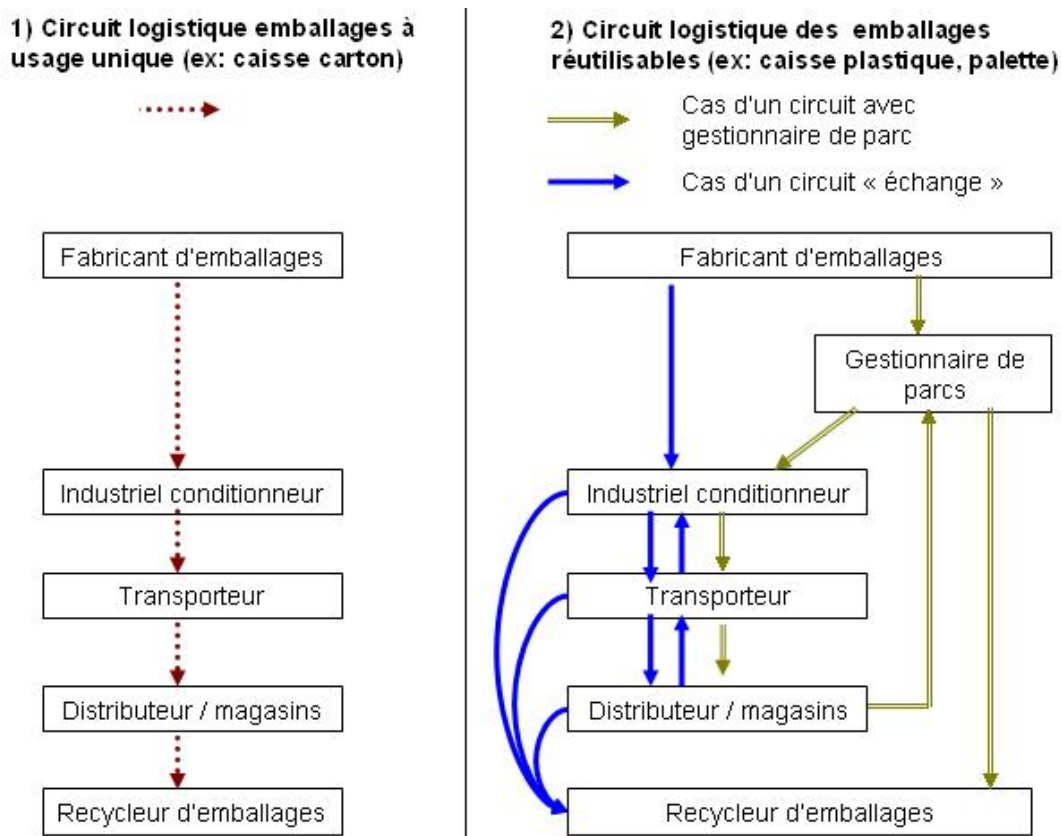 1) Circuit logistique emballages à
usage unique (ex: caisse carton)
Fabricant d'emballages
Industriel conditionneur
Transporteur
Distributeur / magasins
Recycleur d'emballages
2) Circuit logistique des emballages
réutilisables (ex: caisse plastique, palette)
Cas d'un circuit avec
gestionnaire de parc
Cas d'un circuit « échange »
Fabricant d'emballages
Gestionnaire de
parcs
Industriel conditionneur
Transporteur
Distributeur / magasins
Recycleur d'emballages